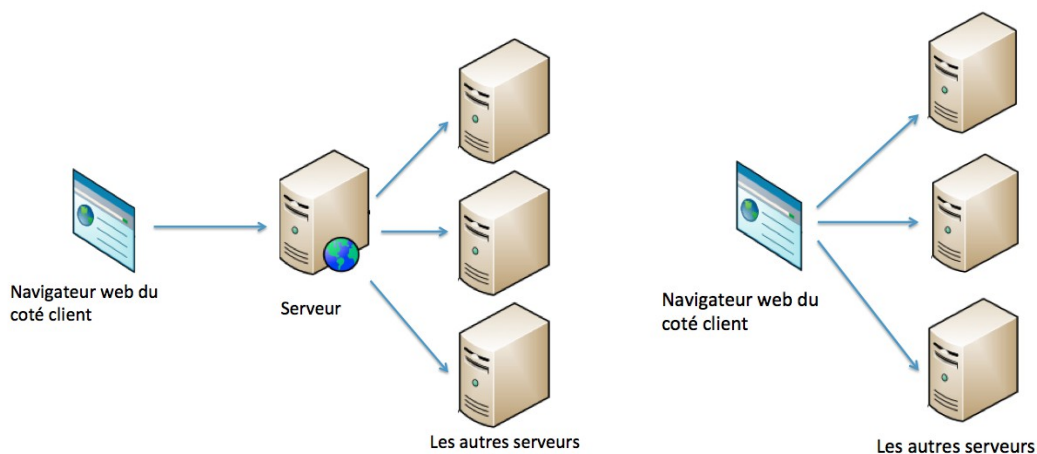 Navigateur web du
coté client
Serveur
Les autres serveurs
Navigateur web du
coté client
Les autres serveurs